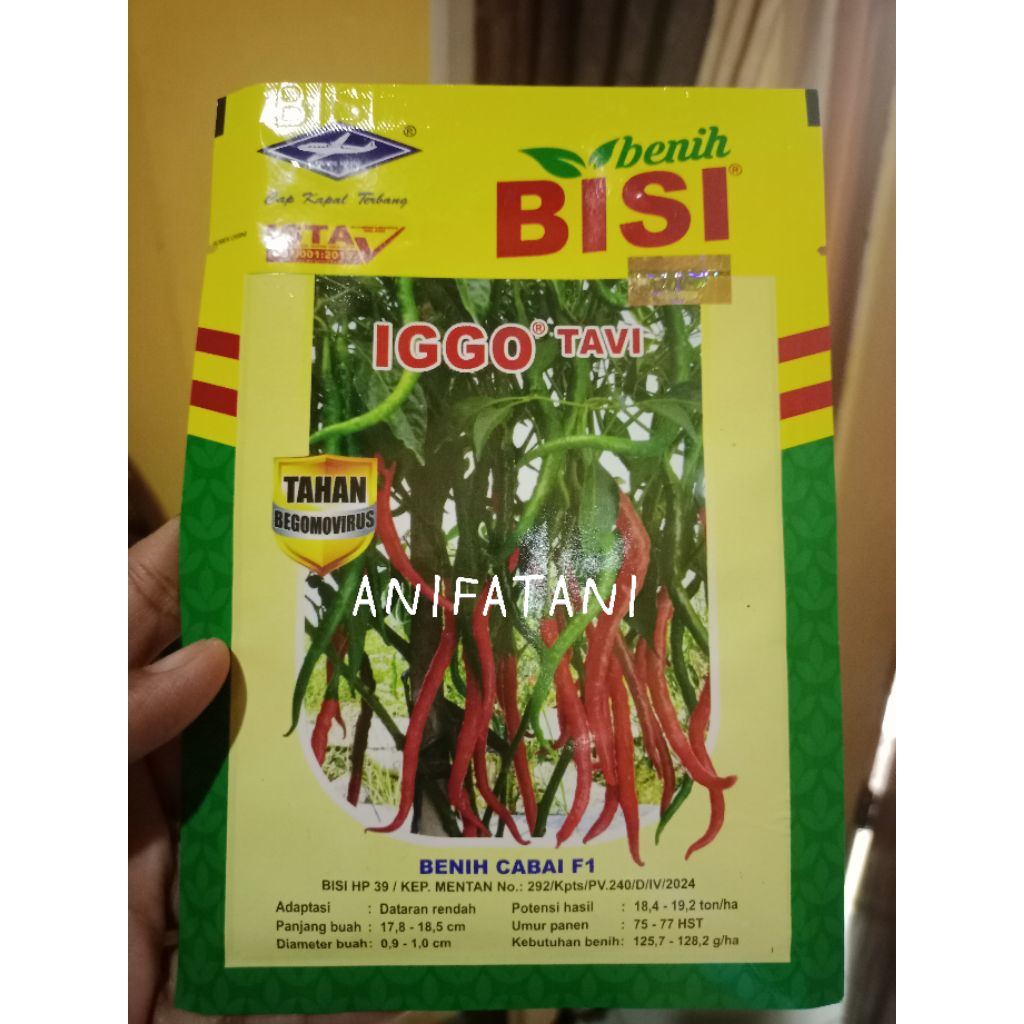 BISI
®
Cap Kapal Terbang
benih
BISI®
IGGO® TAVI
TAHAN
BEGOMOVIRUS
ANIFATANI
BENIH CABAI F1
BISI HP 39 / KEP. MENTAN No.: 292/Kpts/PV.240/D/IV/2024
Adaptasi : Dataran rendah
Panjang buah : 17,8 - 18,5 cm
Diameter buah: 0,9 - 1,0 cm
Potensi hasil : 18,4 - 19,2 ton/ha
Umur panen : 75 - 77 HST
Kebutuhan benih: 125,7 - 128,2 g/ha